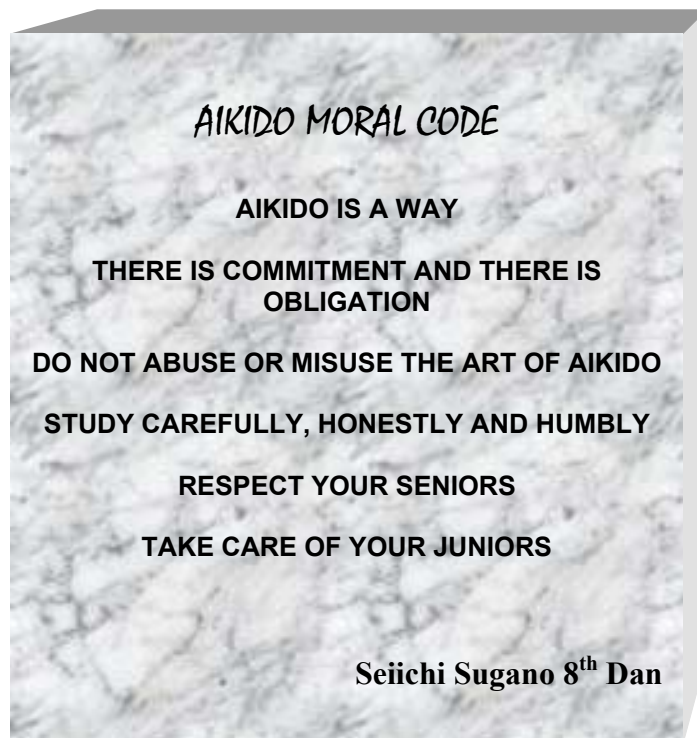 AIKIDO MORAL CODE
AIKIDO IS A WAY
THERE IS COMMITMENT AND THERE IS
OBLIGATION
DO NOT ABUSE OR MISUSE THE ART OF AIKIDO
STUDY CAREFULLY, HONESTLY AND HUMBLY
RESPECT YOUR SENIORS
TAKE CARE OF YOUR JUNIORS
Seiichi Sugano 8th Dan